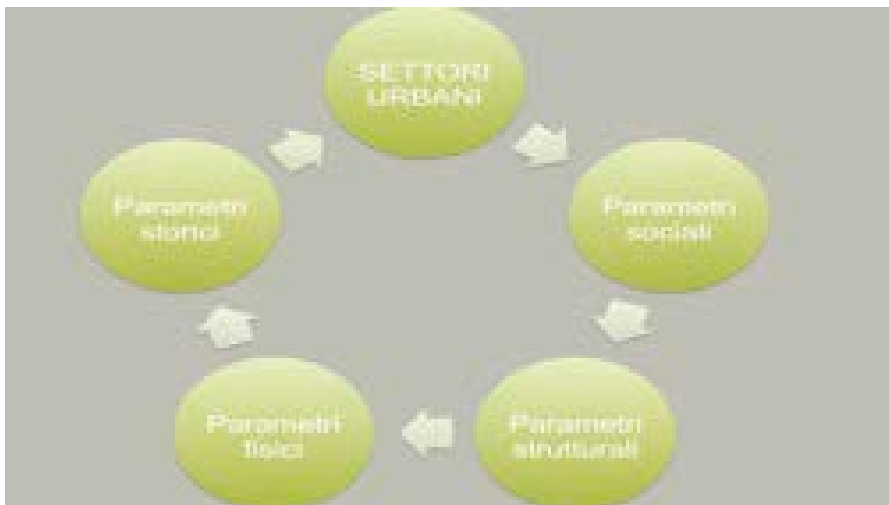 SETTORI
URBANI
Parametri
sociali
Parametri
strutturali
Parametri
fisici
Parametri
storici